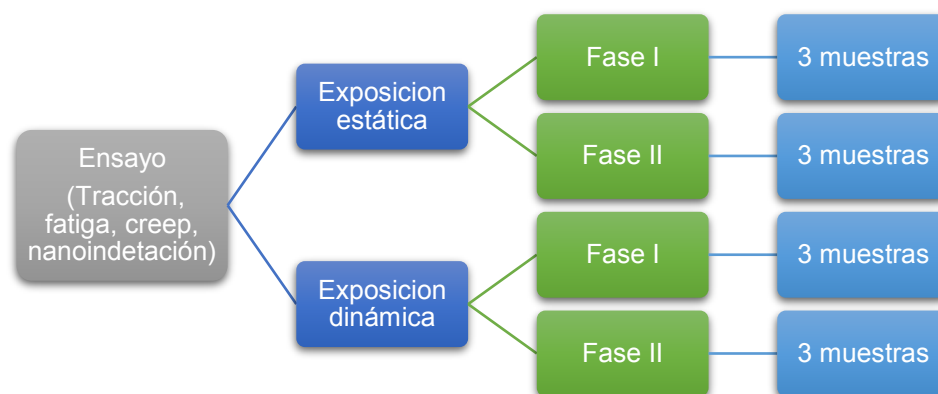 Ensayo
(Tracción,
fatiga, creep,
nanoindetación)
Exposicion
estática
Fase I
3 muestras
Fase II
3 muestras
Exposicion
dinámica
Fase I
3 muestras
Fase II
3 muestras